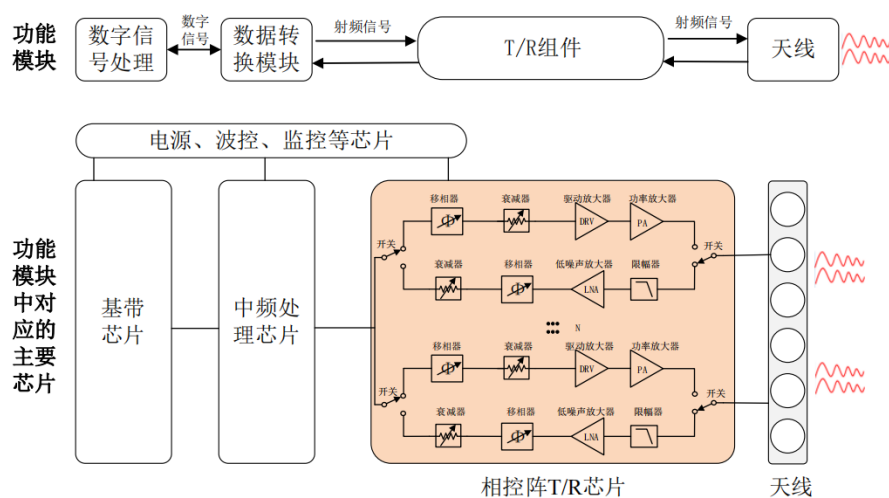 功能
模块
数字信
号处理
数字
信号
数据转
换模块
射频信号
T/R组件
射频信号
天线
电源、波控、监控等芯片
功能
模块
中对
应的
主要
芯片
基带
芯片
中频处
理芯片
移相器
衰减器
驱动放大器
功率放大器
Φ
DRV
PA
开关
开关
衰减器
移相器
低噪声放大器
限幅器
Φ
LNA
N
移相器
衰减器
驱动放大器
功率放大器
Φ
DRV
PA
开关
开关
衰减器
移相器
低噪声放大器
限幅器
Φ
LNA
相控阵T/R芯片
天线